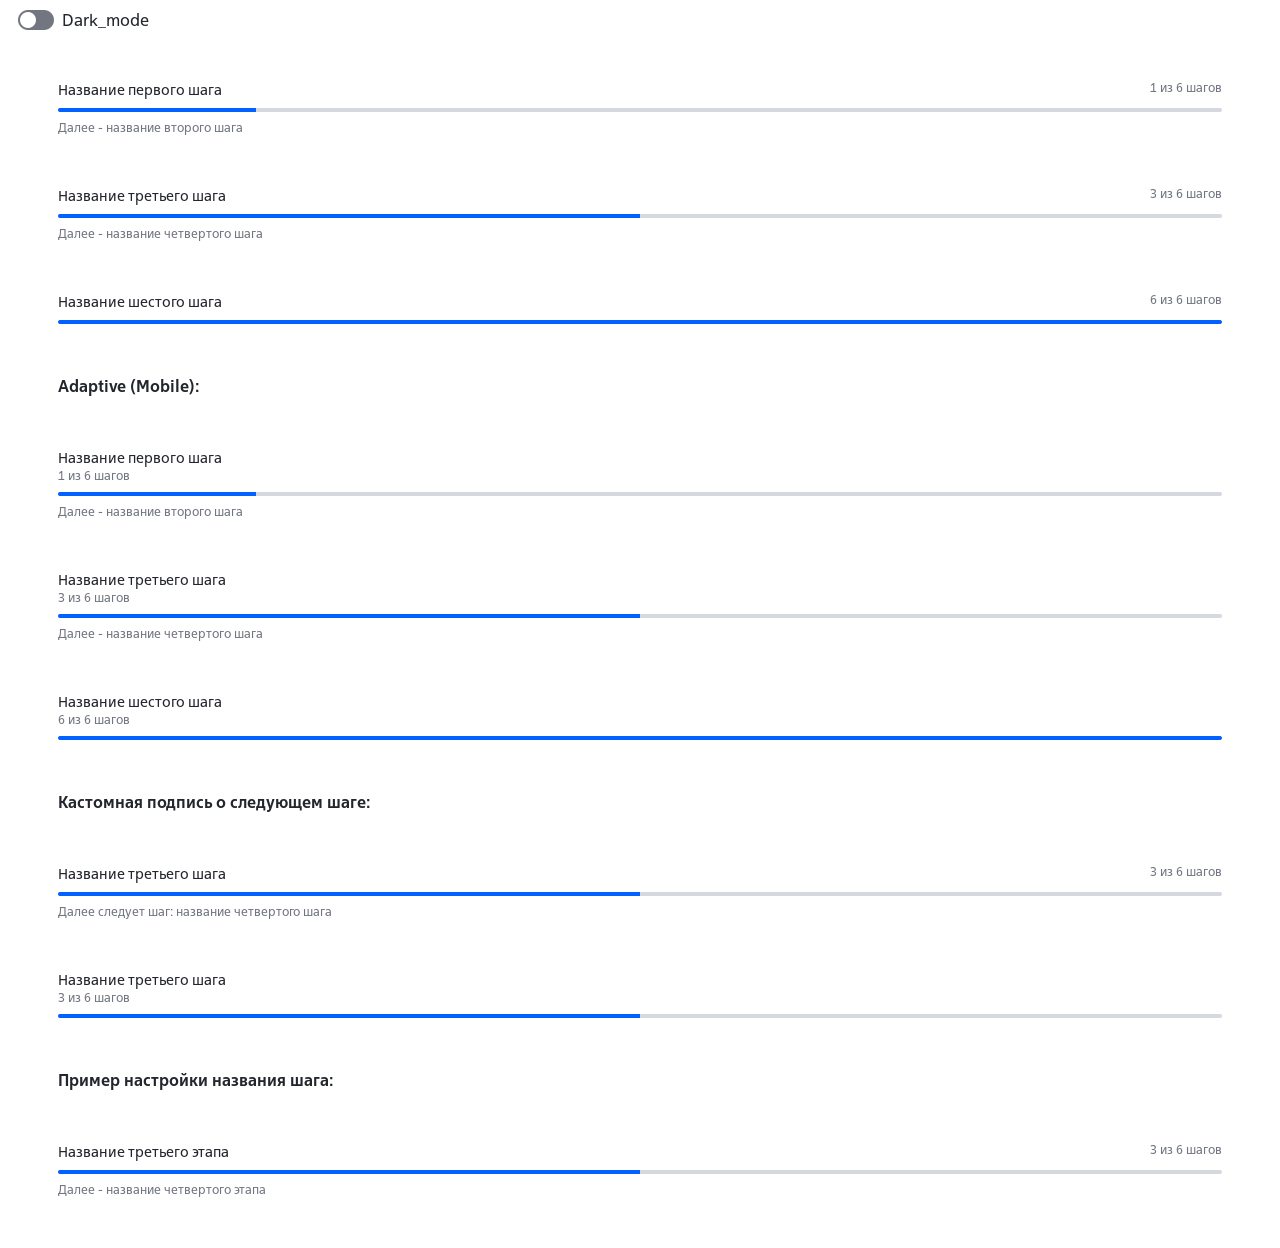 Dark_mode
Название первого шага
1 из 6 шагов
Далее - название второго шага
Название третьего шага
3 из 6 шагов
Далее - название четвертого шага
Название шестого шага
6 из 6 шагов
Adaptive (Mobile):
Название первого шага
1 из 6 шагов
Далее - название второго шага
Название третьего шага
3 из 6 шагов
Далее - название четвертого шага
Название шестого шага
6 из 6 шагов
Кастомная подпись о следующем шаге:
Название третьего шага
3 из 6 шагов
Далее следует шаг: название четвертого шага
Название третьего шага
3 из 6 шагов
Пример настройки названия шага:
Название третьего этапа
3 из 6 шагов
Далее - название четвертого этапа